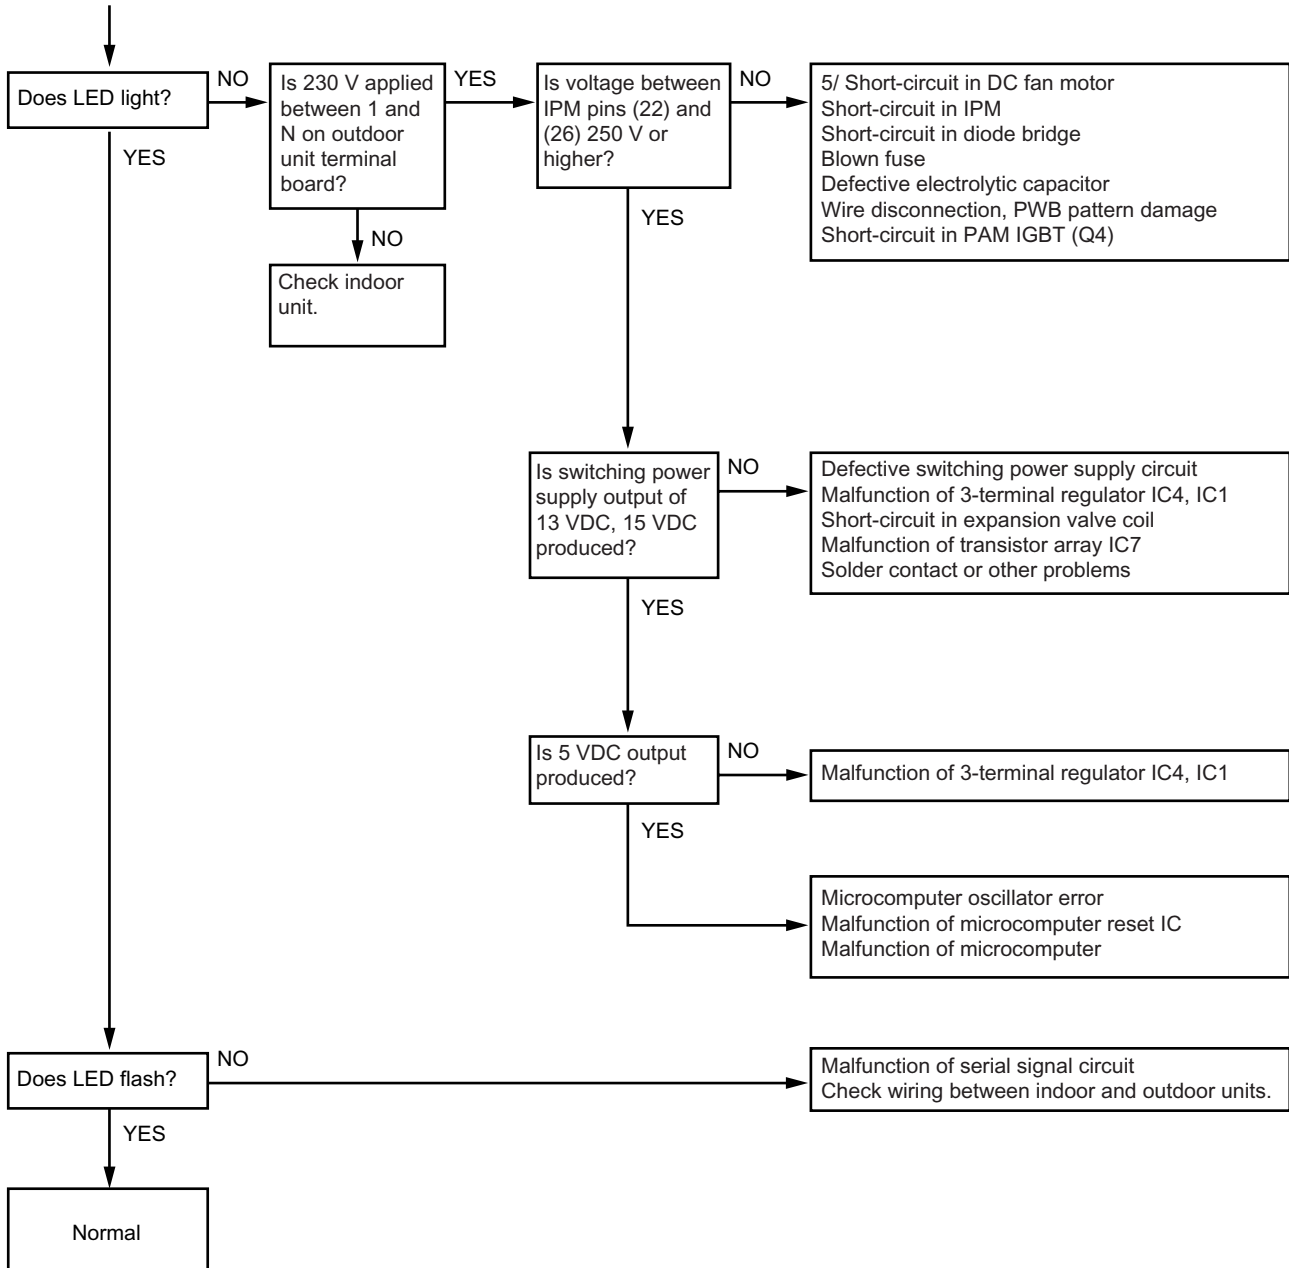 Does LED light?
NO
YES
Is 230 V applied
between 1 and
N on outdoor
unit terminal
board?
YES
NO
Check indoor
unit.
Is voltage between
IPM pins (22) and
(26) 250 V or
higher?
NO
YES
5/ Short-circuit in DC fan motor
Short-circuit in IPM
Short-circuit in diode bridge
Blown fuse
Defective electrolytic capacitor
Wire disconnection, PWB pattern damage
Short-circuit in PAM IGBT (Q4)
Is switching power
supply output of
13 VDC, 15 VDC
produced?
NO
YES
Defective switching power supply circuit
Malfunction of 3-terminal regulator IC4, IC1
Short-circuit in expansion valve coil
Malfunction of transistor array IC7
Solder contact or other problems
Is 5 VDC output
produced?
NO
YES
Malfunction of 3-terminal regulator IC4, IC1
Microcomputer oscillator error
Malfunction of microcomputer reset IC
Malfunction of microcomputer
Does LED flash?
NO
YES
Malfunction of serial signal circuit
Check wiring between indoor and outdoor units.
Normal